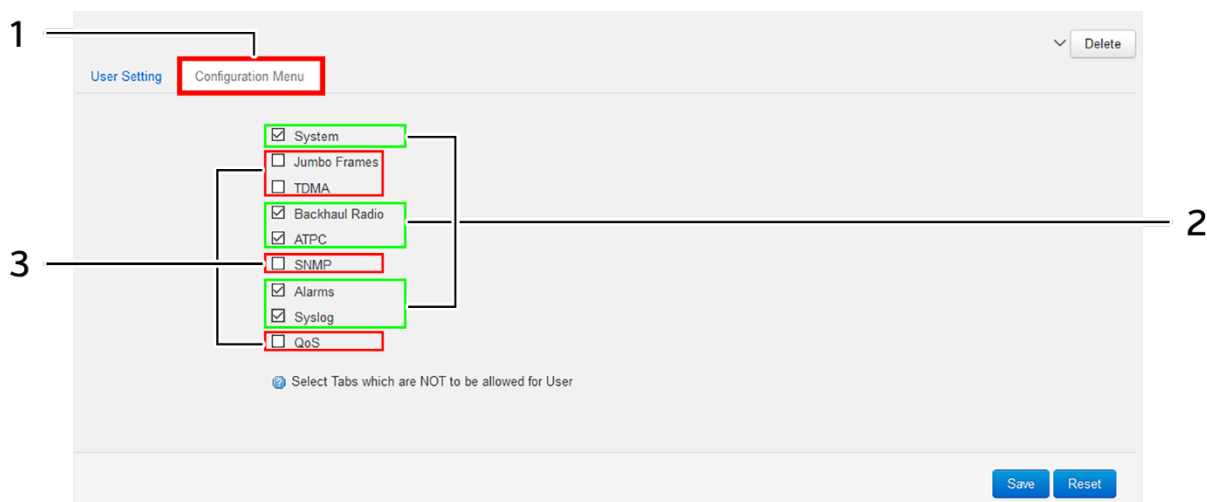 1
Delete
User Setting Configuration Menu
System
Jumbo Frames
TDMA
Backhaul Radio
2
ATPC
3
SNMP
Alarms
Syslog
QoS
Select Tabs which are NOT to be allowed for User
Save Reset